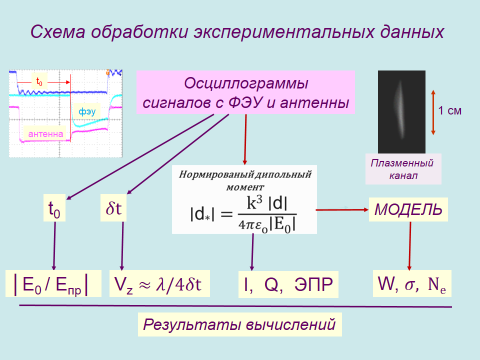 Схема обработки экспериментальных данных
t₀
фэу
антенна
Осциллограммы
сигналов с ФЭУ и антенны
1 см
Плазменный
канал
Нормированый дипольный
момент
|d*| = k³ |d| / 4πε₀|E₀|
t₀
δt
МОДЕЛЬ
|E₀ / Eпр|
Vz ≈ λ/4δt
I, Q, ЭПР
W, σ, Nₑ
Результаты вычислений